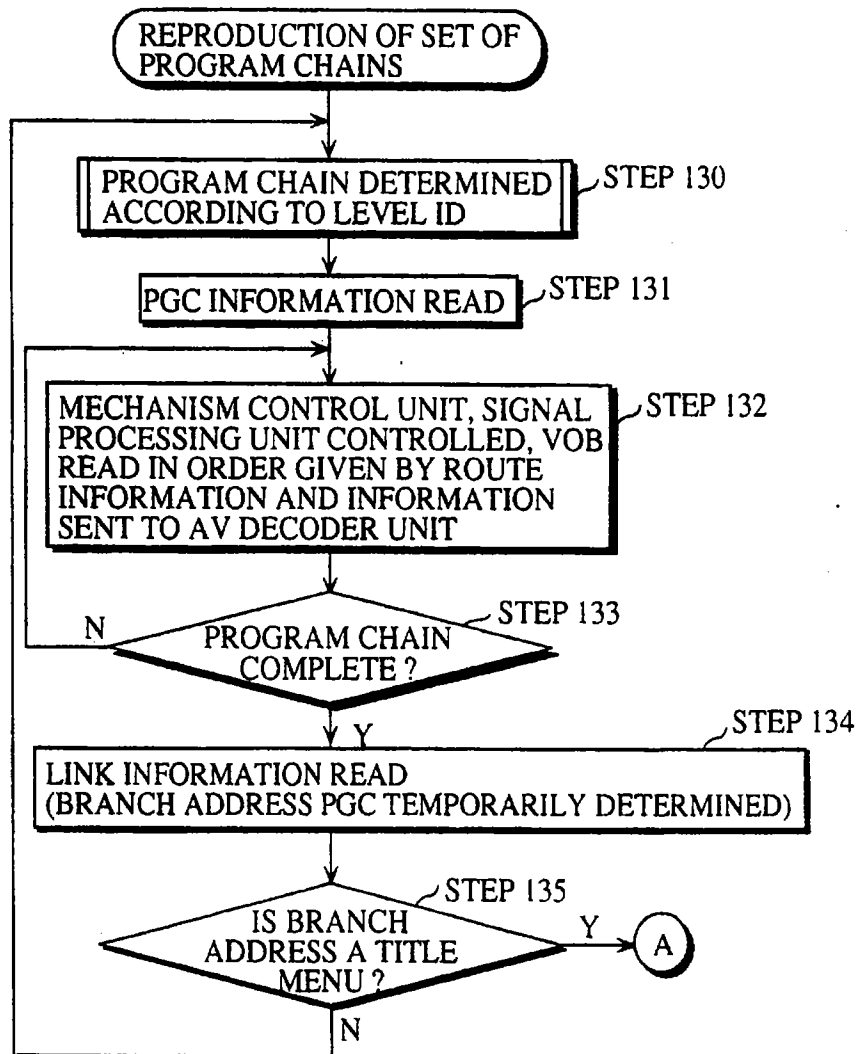 REPRODUCTION OF SET OF
PROGRAM CHAINS
PROGRAM CHAIN DETERMINED
ACCORDING TO LEVEL ID
STEP 130
PGC INFORMATION READ
STEP 131
MECHANISM CONTROL UNIT, SIGNAL
PROCESSING UNIT CONTROLLED, VOB
READ IN ORDER GIVEN BY ROUTE
INFORMATION AND INFORMATION
SENT TO AV DECODER UNIT
STEP 132
PROGRAM CHAIN
COMPLETE ?
STEP 133
N
Y
STEP 134
LINK INFORMATION READ
(BRANCH ADDRESS PGC TEMPORARILY DETERMINED)
STEP 135
IS BRANCH
ADDRESS A TITLE
MENU ?
Y
A
N